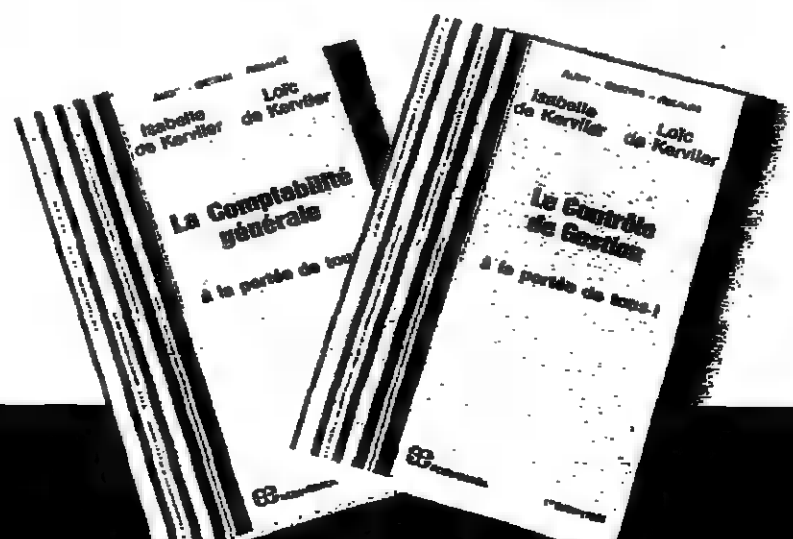 Isabelle
de Kerviler
Loïc
de Kerviler
La Comptabilité
générale
à la portée de tous
Isabelle
de Kerviler
Loïc
de Kerviler
Le Contrôle
de Gestion
à la portée de tous !